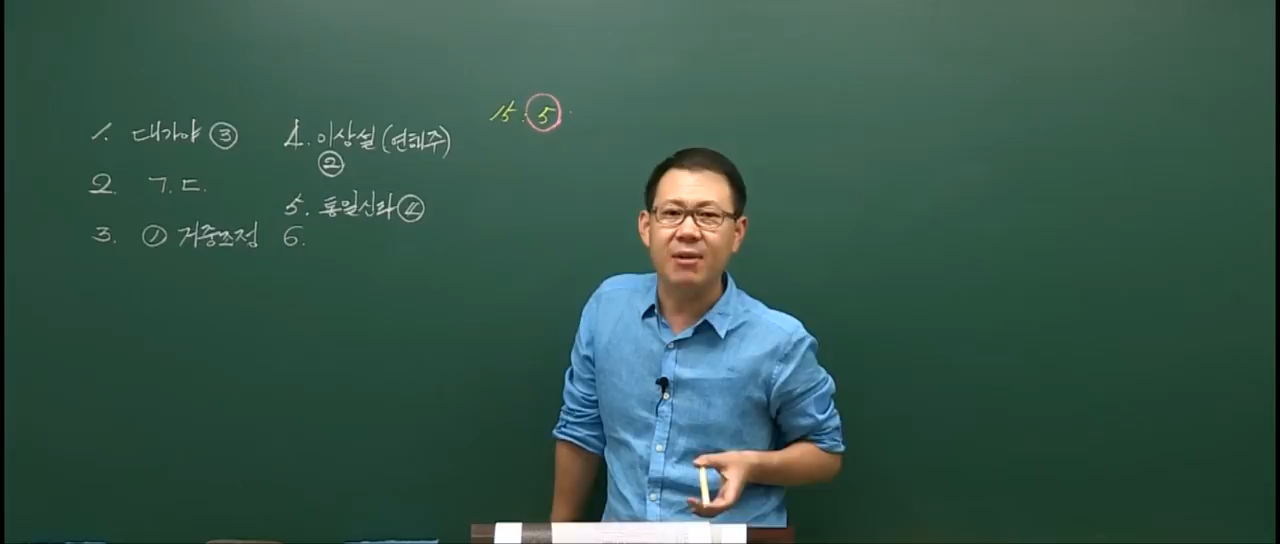 1. 대가야 ③
2. ㄱ.ㄷ.
3. ① 거중조정
4. 이상설 (연해주)
②
5. 통일신라 ④
6.
15 : 5